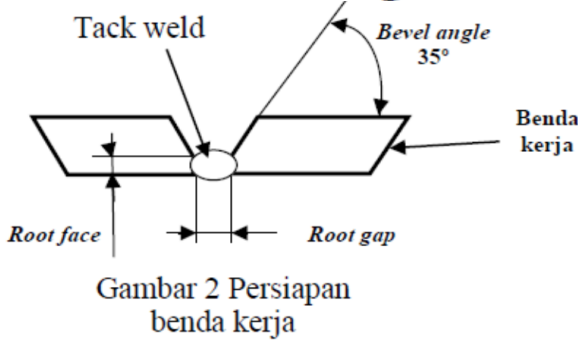 Tack weld
Bevel angle
35°
Benda
kerja
Root face
Root gap
Gambar 2 Persiapan
benda kerja